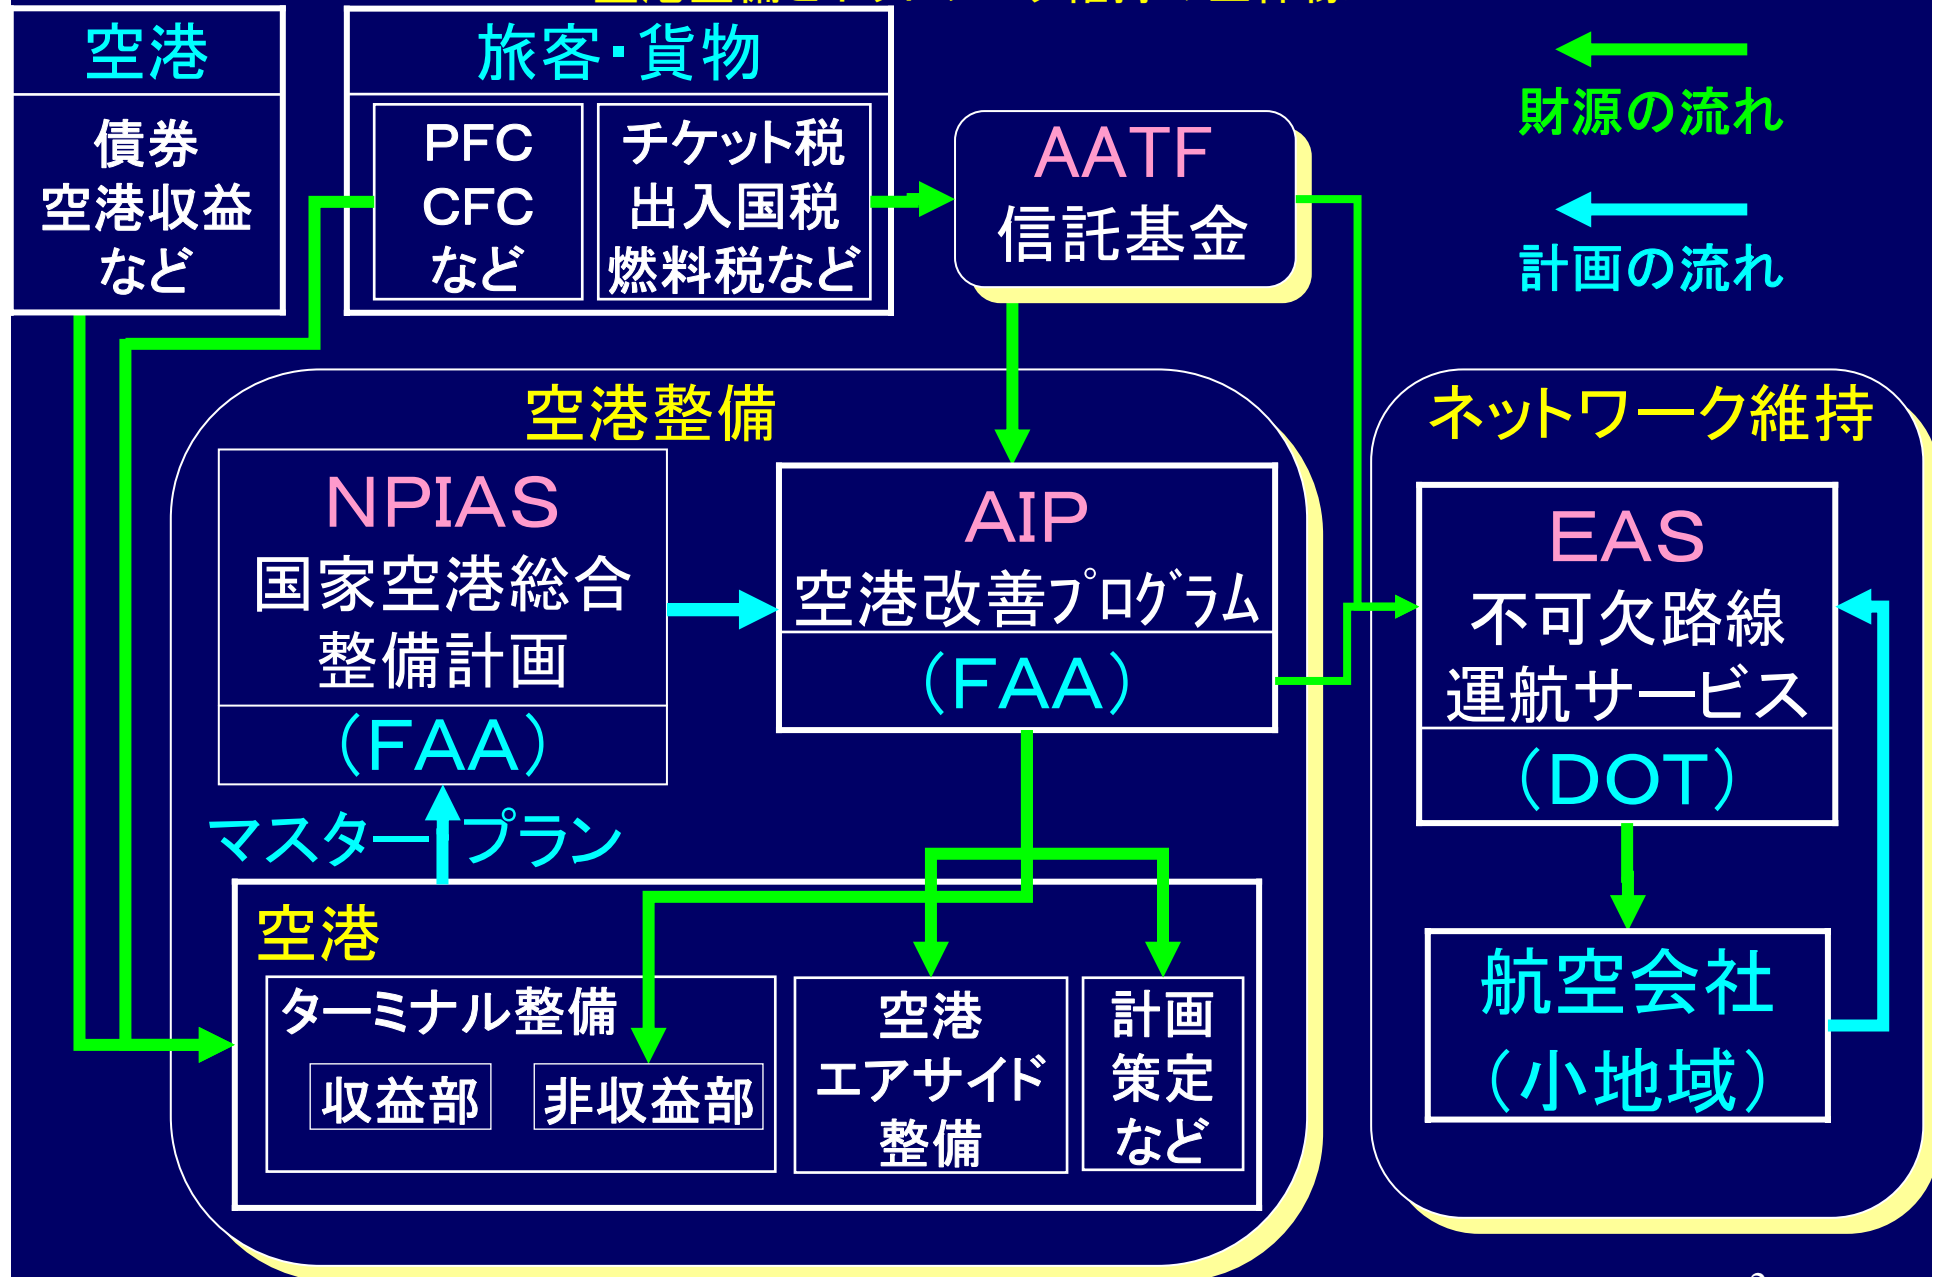 空港
債券
空港収益
など
旅客・貨物
PFC
CFC
など
チケット税
出入国税
燃料税など
AATF
信託基金
財源の流れ
計画の流れ
空港整備
NPIAS
国家空港総合
整備計画
(FAA)
AIP
空港改善プログラム
(FAA)
マスタープラン
空港
ターミナル整備
収益部
非収益部
空港
エアサイド
整備
計画
策定
など
ネットワーク維持
EAS
不可欠路線
運航サービス
(DOT)
航空会社
(小地域)